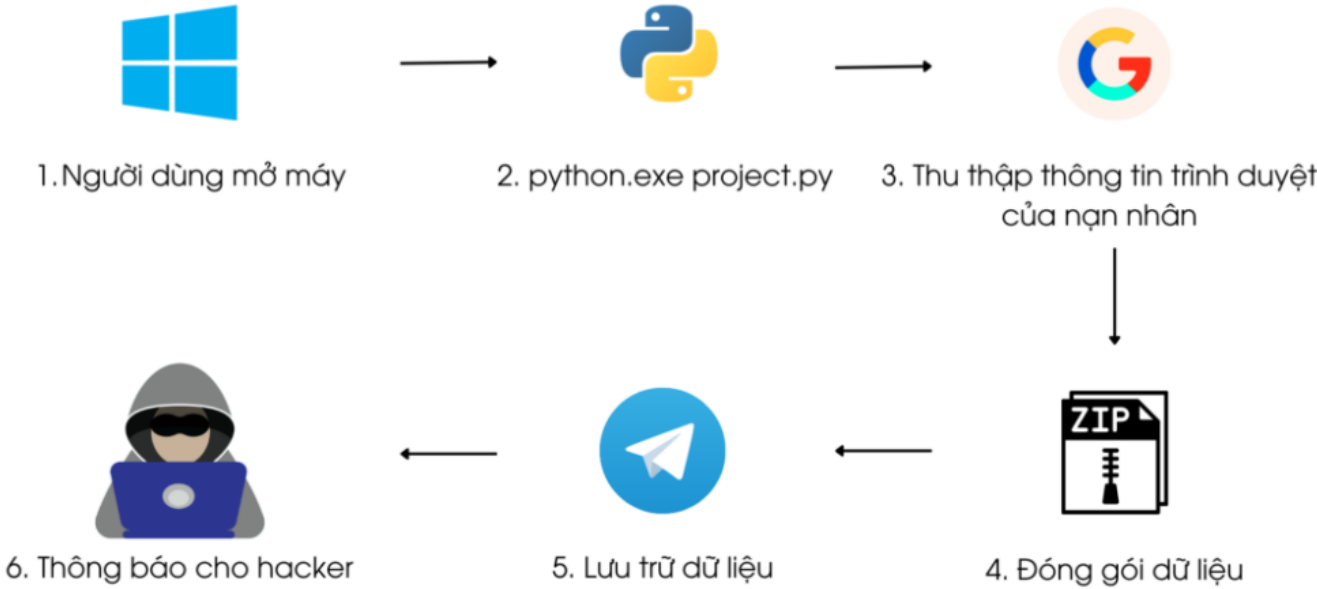 1.Người dùng mở máy
2. python.exe project.py
3. Thu thập thông tin trình duyệt
của nạn nhân
ZIP
4. Đóng gói dữ liệu
5. Lưu trữ dữ liệu
6. Thông báo cho hacker